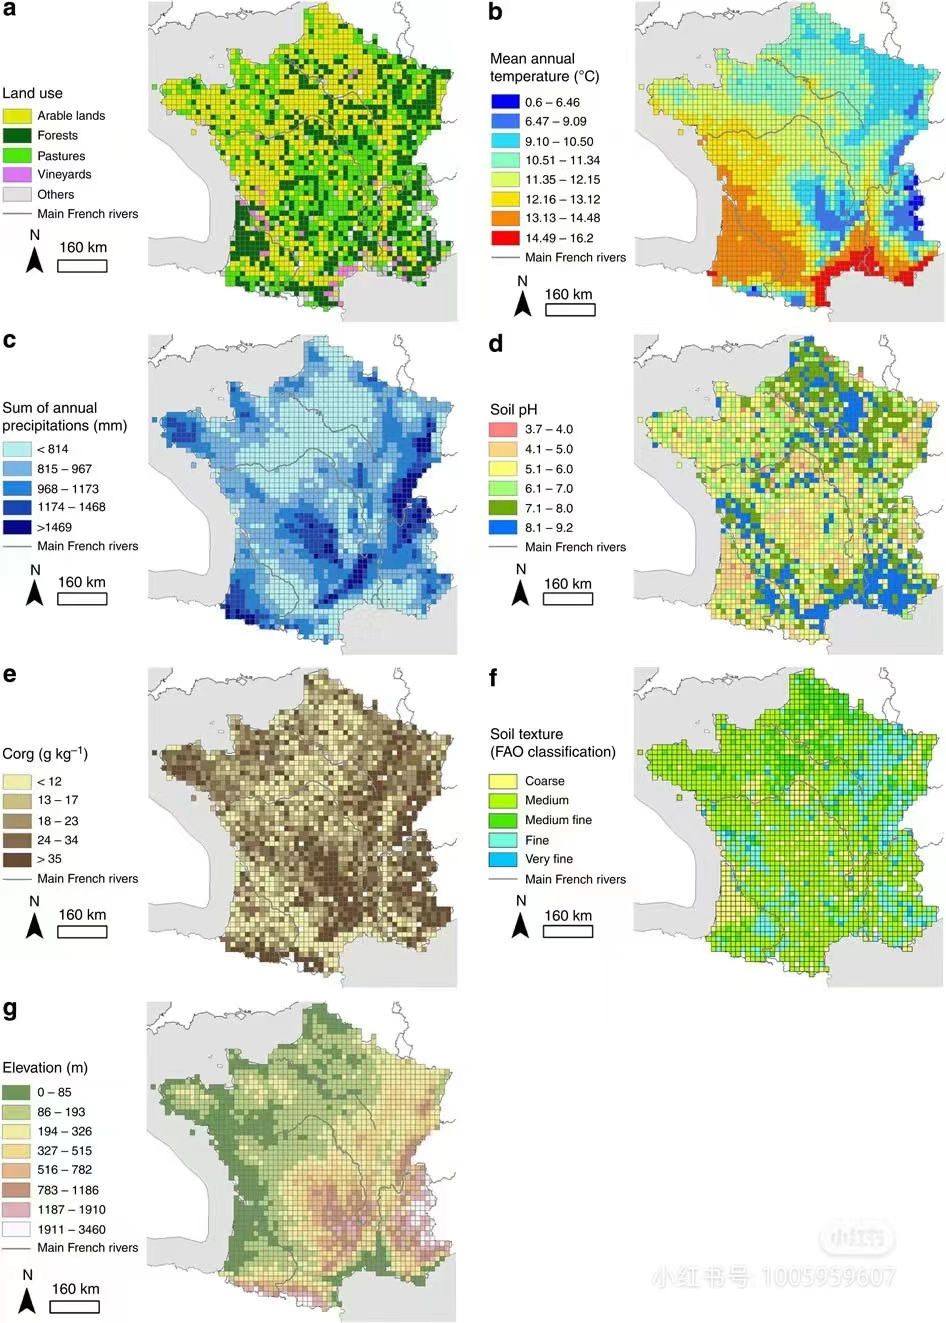 a
Land use
Arable lands
Forests
Pastures
Vineyards
Others
Main French rivers
N
160 km
b
Mean annual
temperature (°C)
0.6 – 6.46
6.47 – 9.09
9.10 – 10.50
10.51 – 11.34
11.35 – 12.15
12.16 – 13.12
13.13 – 14.48
14.49 – 16.2
Main French rivers
N
160 km
c
Sum of annual
precipitations (mm)
< 814
815 – 967
968 – 1173
1174 – 1468
>1469
Main French rivers
N
160 km
d
Soil pH
3.7 – 4.0
4.1 – 5.0
5.1 – 6.0
6.1 – 7.0
7.1 – 8.0
8.1 – 9.2
Main French rivers
N
160 km
e
Corg (g kg⁻¹)
< 12
13 – 17
18 – 23
24 – 34
> 35
Main French rivers
N
160 km
f
Soil texture
(FAO classification)
Coarse
Medium
Medium fine
Fine
Very fine
Main French rivers
N
160 km
g
Elevation (m)
0 – 85
86 – 193
194 – 326
327 – 515
516 – 782
783 – 1186
1187 – 1910
1911 – 3460
Main French rivers
N
160 km
小红书
小红书号 1005959607